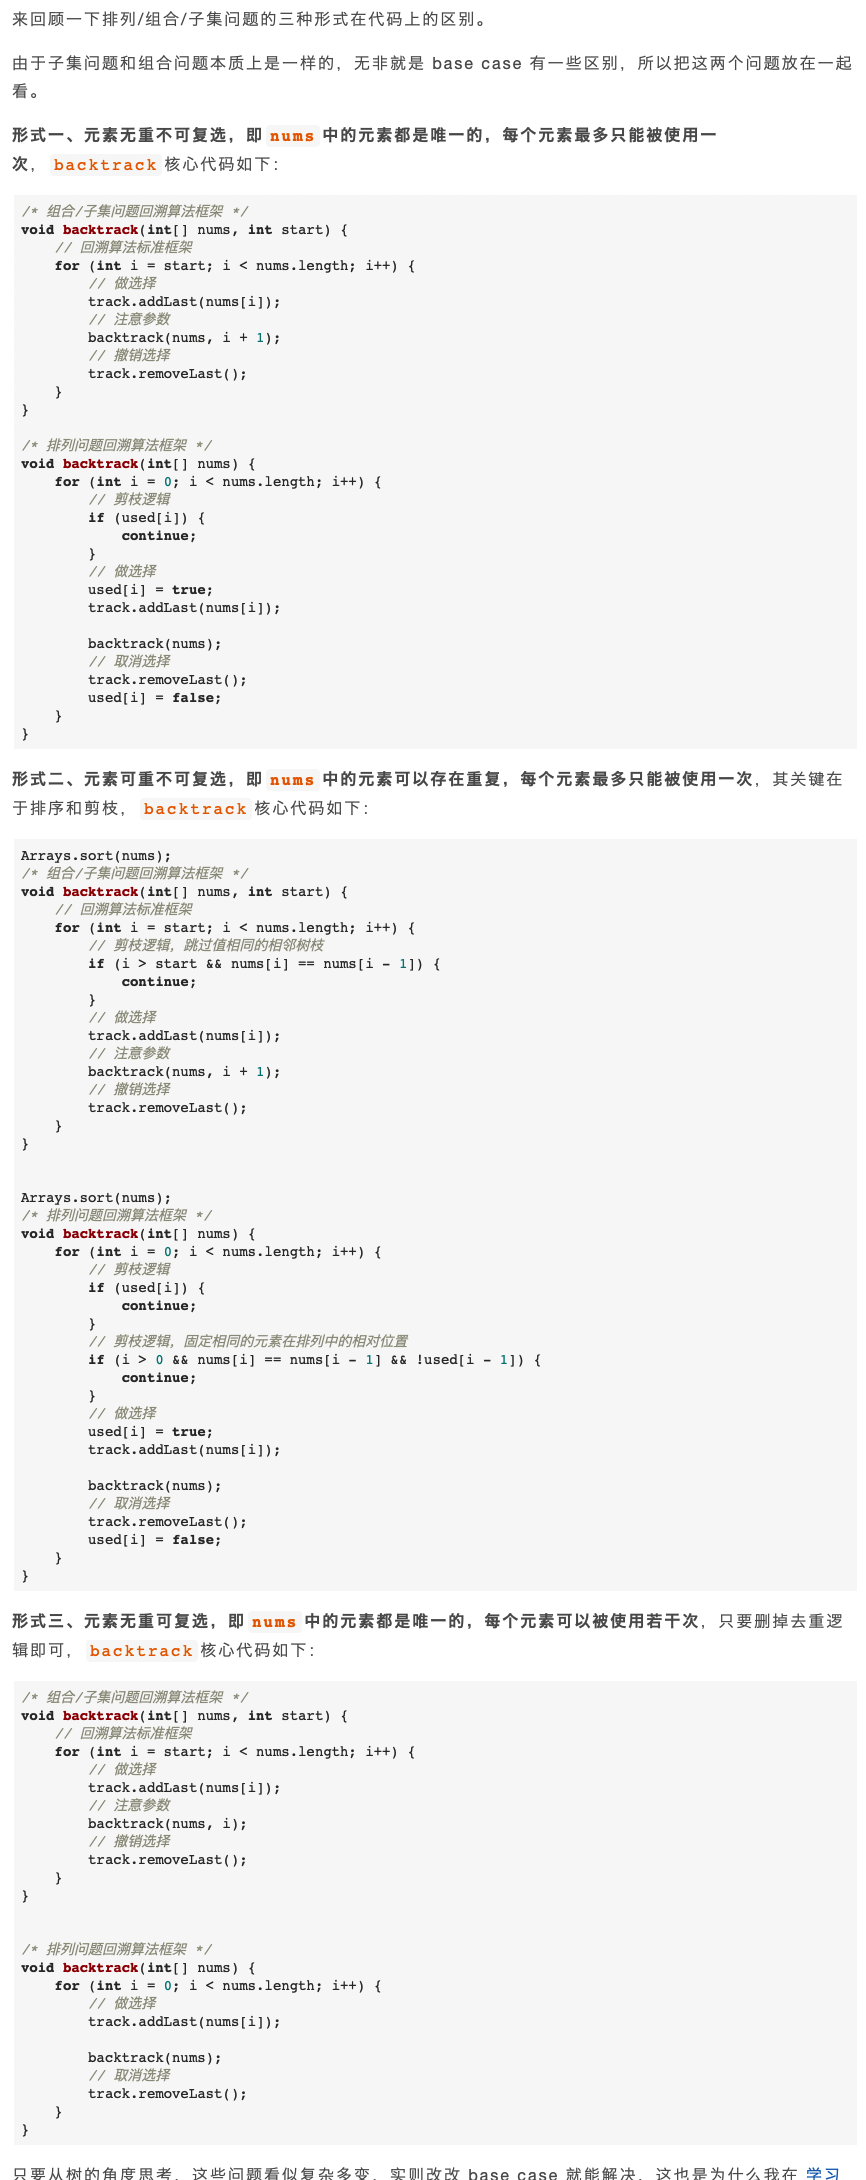 来回顾一下排列/组合/子集问题的三种形式在代码上的区别。
由于子集问题和组合问题本质上是一样的，无非就是 base case 有一些区别，所以把这两个问题放在一起
看。
形式一、元素无重不可复选，即 nums 中的元素都是唯一的，每个元素最多只能被使用一
次， backtrack 核心代码如下：
/* 组合/子集问题回溯算法框架 */
void backtrack(int[] nums, int start) {
    // 回溯算法标准框架
    for (int i = start; i < nums.length; i++) {
        // 做选择
        track.addLast(nums[i]);
        // 注意参数
        backtrack(nums, i + 1);
        // 撤销选择
        track.removeLast();
    }
}
/* 排列问题回溯算法框架 */
void backtrack(int[] nums) {
    for (int i = 0; i < nums.length; i++) {
        // 剪枝逻辑
        if (used[i]) {
            continue;
        }
        // 做选择
        used[i] = true;
        track.addLast(nums[i]);
        backtrack(nums);
        // 取消选择
        track.removeLast();
        used[i] = false;
    }
}
形式二、元素可重不可复选，即 nums 中的元素可以存在重复，每个元素最多只能被使用一次，其关键在
于排序和剪枝， backtrack 核心代码如下：
Arrays.sort(nums);
/* 组合/子集问题回溯算法框架 */
void backtrack(int[] nums, int start) {
    // 回溯算法标准框架
    for (int i = start; i < nums.length; i++) {
        // 剪枝逻辑，跳过值相同的相邻树枝
        if (i > start && nums[i] == nums[i - 1]) {
            continue;
        }
        // 做选择
        track.addLast(nums[i]);
        // 注意参数
        backtrack(nums, i + 1);
        // 撤销选择
        track.removeLast();
    }
}
Arrays.sort(nums);
/* 排列问题回溯算法框架 */
void backtrack(int[] nums) {
    for (int i = 0; i < nums.length; i++) {
        // 剪枝逻辑
        if (used[i]) {
            continue;
        }
        // 剪枝逻辑，固定相同的元素在排列中的相对位置
        if (i > 0 && nums[i] == nums[i - 1] && !used[i - 1]) {
            continue;
        }
        // 做选择
        used[i] = true;
        track.addLast(nums[i]);
        backtrack(nums);
        // 取消选择
        track.removeLast();
        used[i] = false;
    }
}
形式三、元素无重可复选，即 nums 中的元素都是唯一的，每个元素可以被使用若干次，只要删掉去重逻
辑即可， backtrack 核心代码如下：
/* 组合/子集问题回溯算法框架 */
void backtrack(int[] nums, int start) {
    // 回溯算法标准框架
    for (int i = start; i < nums.length; i++) {
        // 做选择
        track.addLast(nums[i]);
        // 注意参数
        backtrack(nums, i);
        // 撤销选择
        track.removeLast();
    }
}
/* 排列问题回溯算法框架 */
void backtrack(int[] nums) {
    for (int i = 0; i < nums.length; i++) {
        // 做选择
        track.addLast(nums[i]);
        backtrack(nums);
        // 取消选择
        track.removeLast();
    }
}
只要从树的角度思考，这些问题看似复杂多变，实则改改 base case 就能解决，这也是为什么我在 学习